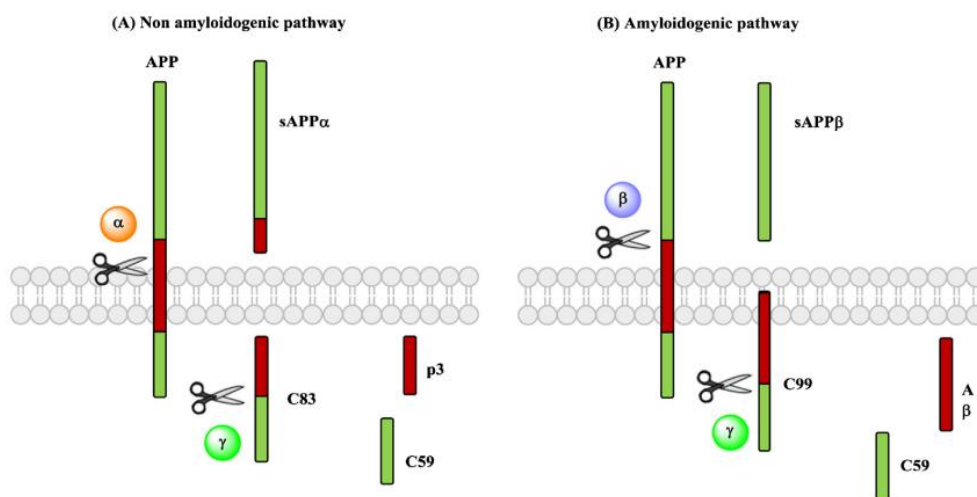 (A) Non amyloidogenic pathway
APP
sAPPα
α
C83
p3
γ
C59
(B) Amyloidogenic pathway
APP
sAPPβ
β
C99
A
β
γ
C59